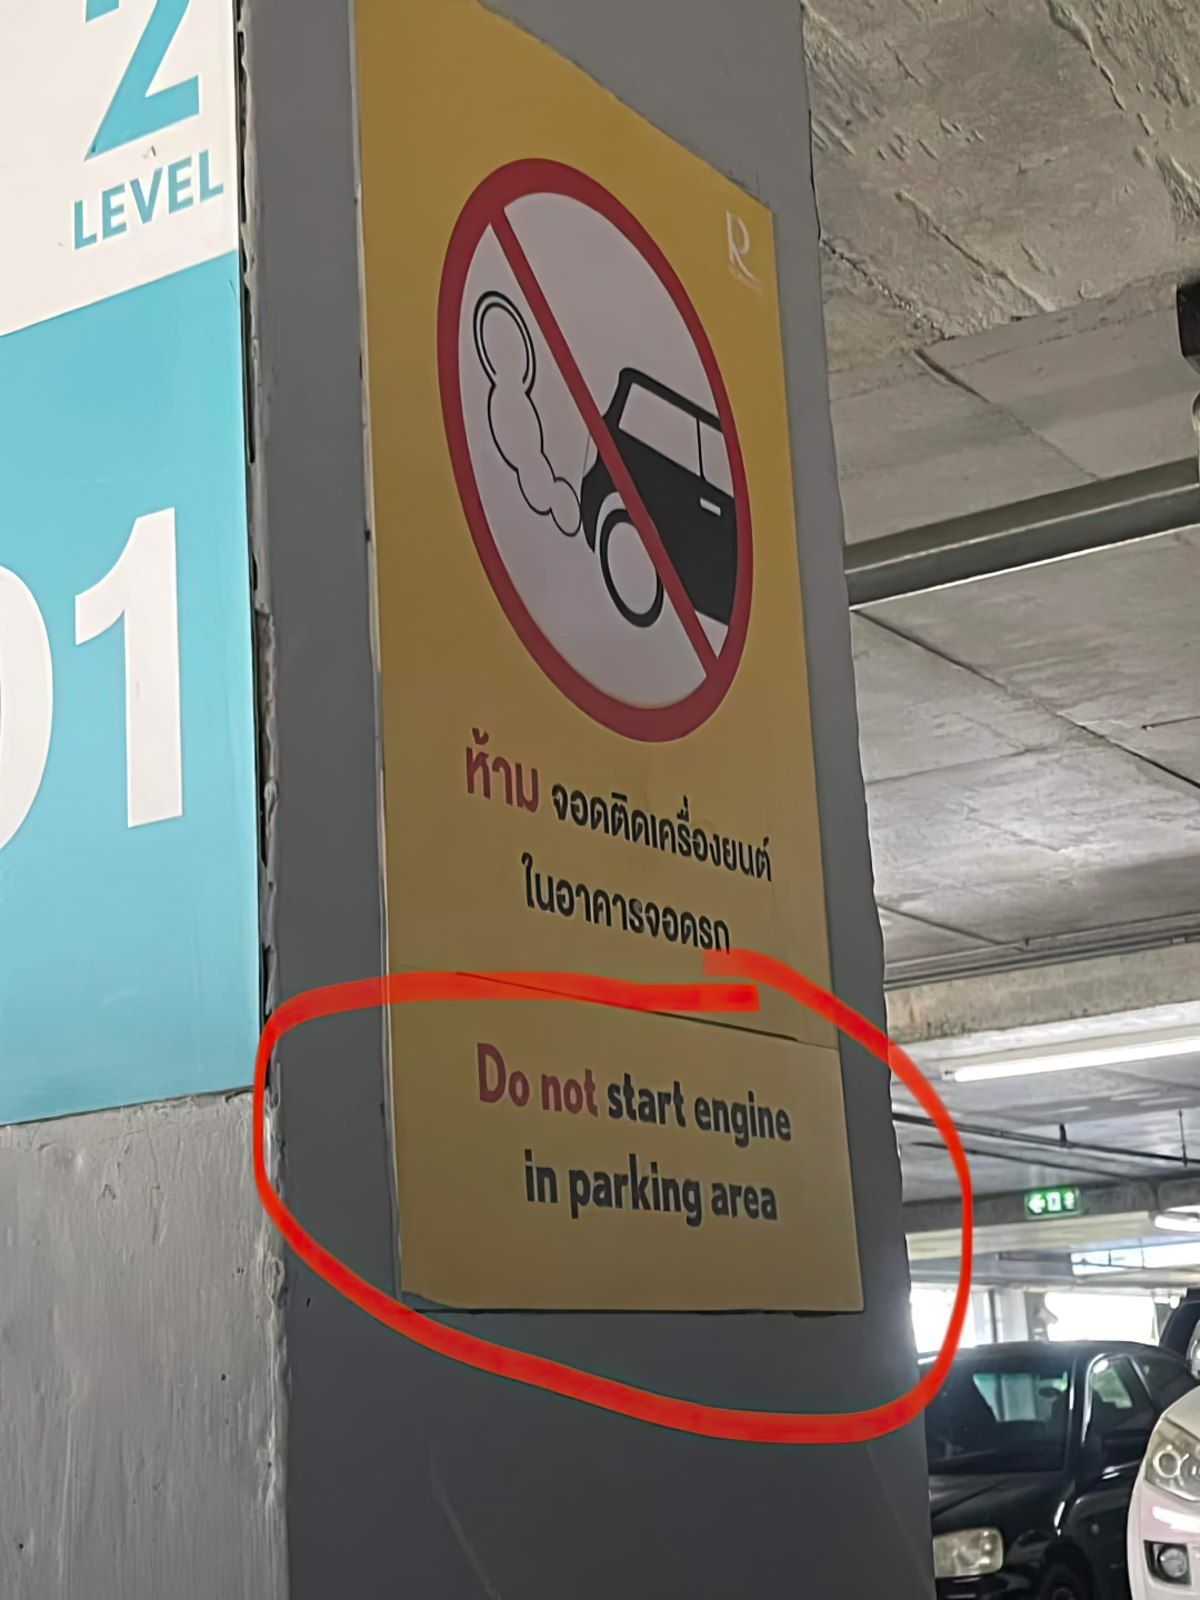 2
LEVEL
01
R
ห้าม จอดติดเครื่องยนต์
ในอาคารจอดรถ
Do not start engine
in parking area